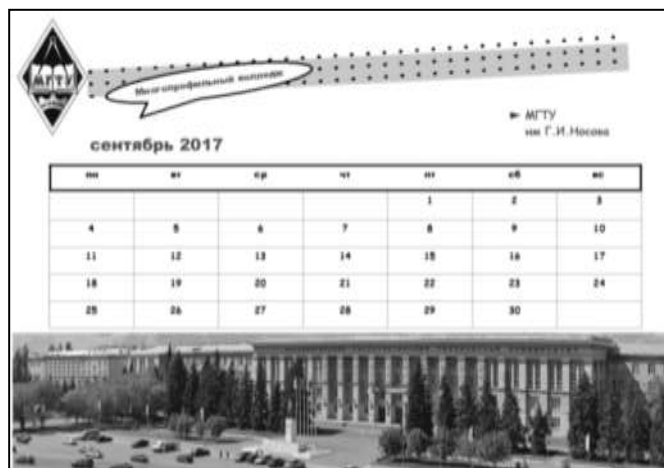 МГТУ
Многопрофильный колледж
► МГТУ
им Г.И.Носова
сентябрь 2017
пн вт ср чт пт сб вс
1 2 3
4 5 6 7 8 9 10
11 12 13 14 15 16 17
18 19 20 21 22 23 24
25 26 27 28 29 30